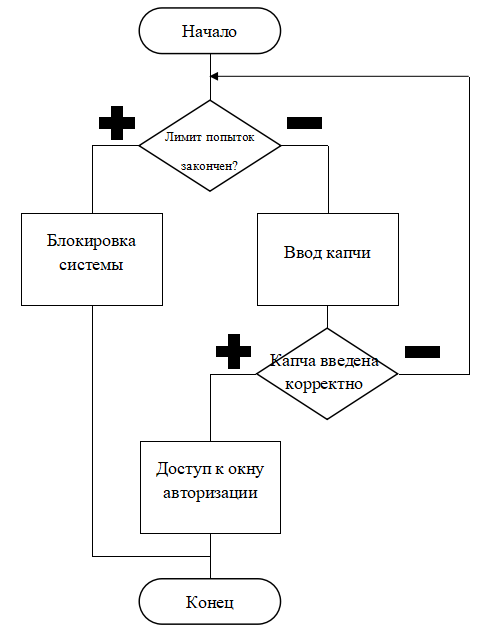 Начало
Лимит попыток
закончен?
Блокировка
системы
Ввод капчи
Капча введена
корректно
Доступ к окну
авторизации
Конец